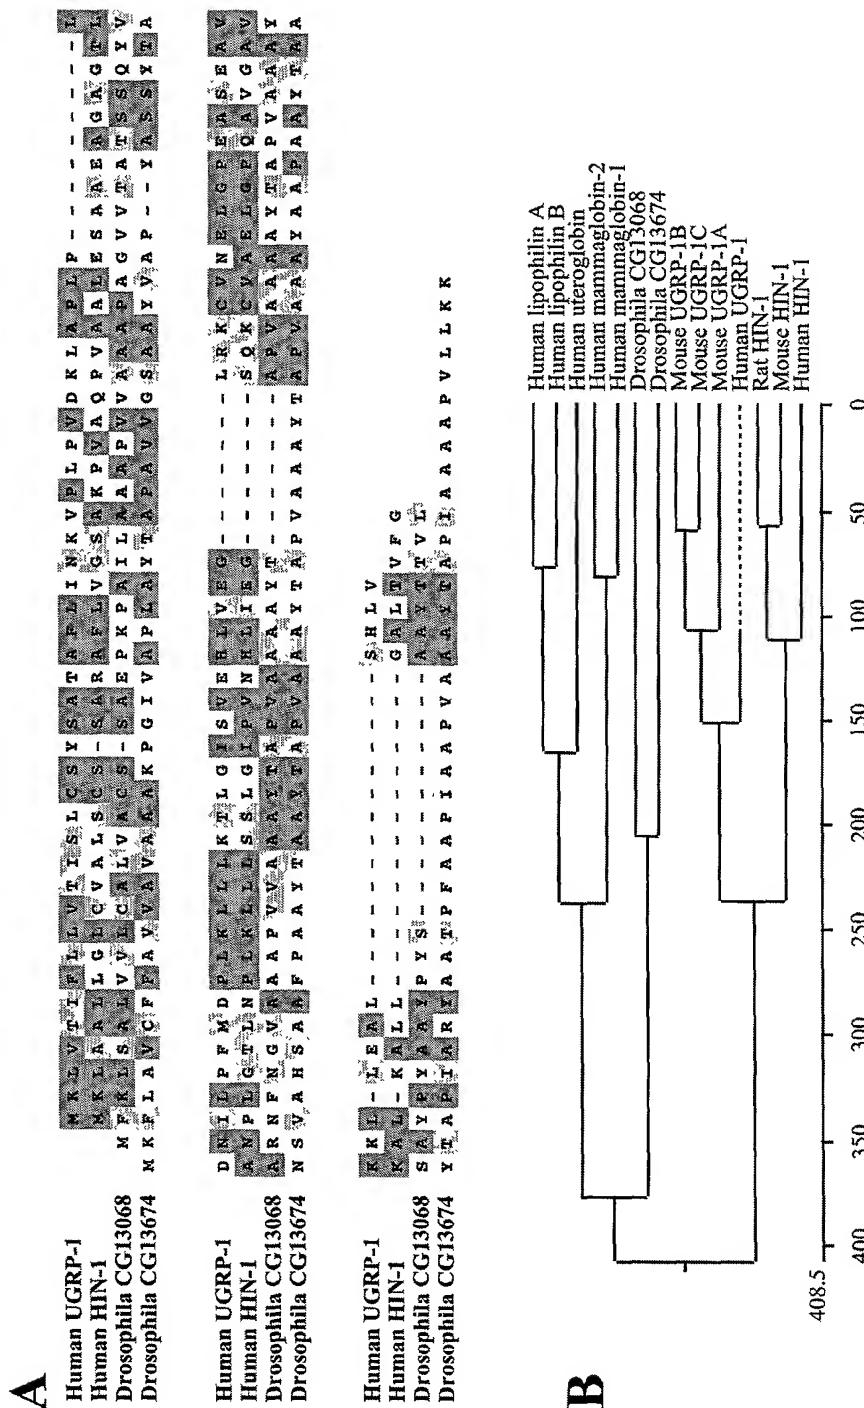 A
Human UGRP-1 M K L V T I F L L V T I S L C S Y S A T A F L I N K V P L P V D K L A P L P - - - - - - L
Human HIN-1 M K L A A L L G L C V A L S C S - S A R A F L V G S A K P V A Q P V A A L E S A A E A G A G T L
Drosophila CG13068 M F K L S A L V V L C A L V A C S - S A E P K P A I L A A A P V V A A A P A G V V T A T S S Q Y V
Drosophila CG13674 M K F L A V C F F A V V A V A A A K P G I V A P L A Y T A P A V V G S A A Y V A P - - Y A S S Y T A
Human UGRP-1 D N I L P F M D P L K L L L K T L G I S V E H L V E G - - - - - - - L R K C V N E L G P E A S E A V
Human HIN-1 A N P L G T L N P L K L L L S S L G I P V N H L I E G - - - - - - - S Q K C V A E L G P Q A V G A V
Drosophila CG13068 A R N F N G V A A A P V V A A A Y T A P V A A A A Y T - - - - - - - A P V A A A A Y T A P V A A A A Y
Drosophila CG13674 N S V A H S A A F P A A Y T A A Y T A P V A A A Y T A P V A A A Y T A P V A A A Y A A P A A Y T A A
Human UGRP-1 K K L - L E A L - - - - - - - - - - - - - - S H L V
Human HIN-1 K A L - K A L L - - - - - - - - - - - - - - G A L T V F G
Drosophila CG13068 S A Y P Y A A Y P Y S - - - - - - - - - - - A A Y T T V L
Drosophila CG13674 Y T A P I A R Y A A T P F A A P I A A P V A A A Y T A P I A A A A P V L L K K
B
Human lipophilin A
Human lipophilin B
Human uteroglobin
Human mammaglobin-2
Human mammaglobin-1
Drosophila CG13068
Drosophila CG13674
Mouse UGRP-1B
Mouse UGRP-1C
Mouse UGRP-1A
Human UGRP-1
Rat HIN-1
Mouse HIN-1
Human HIN-1
408.5
400 350 300 250 200 150 100 50 0